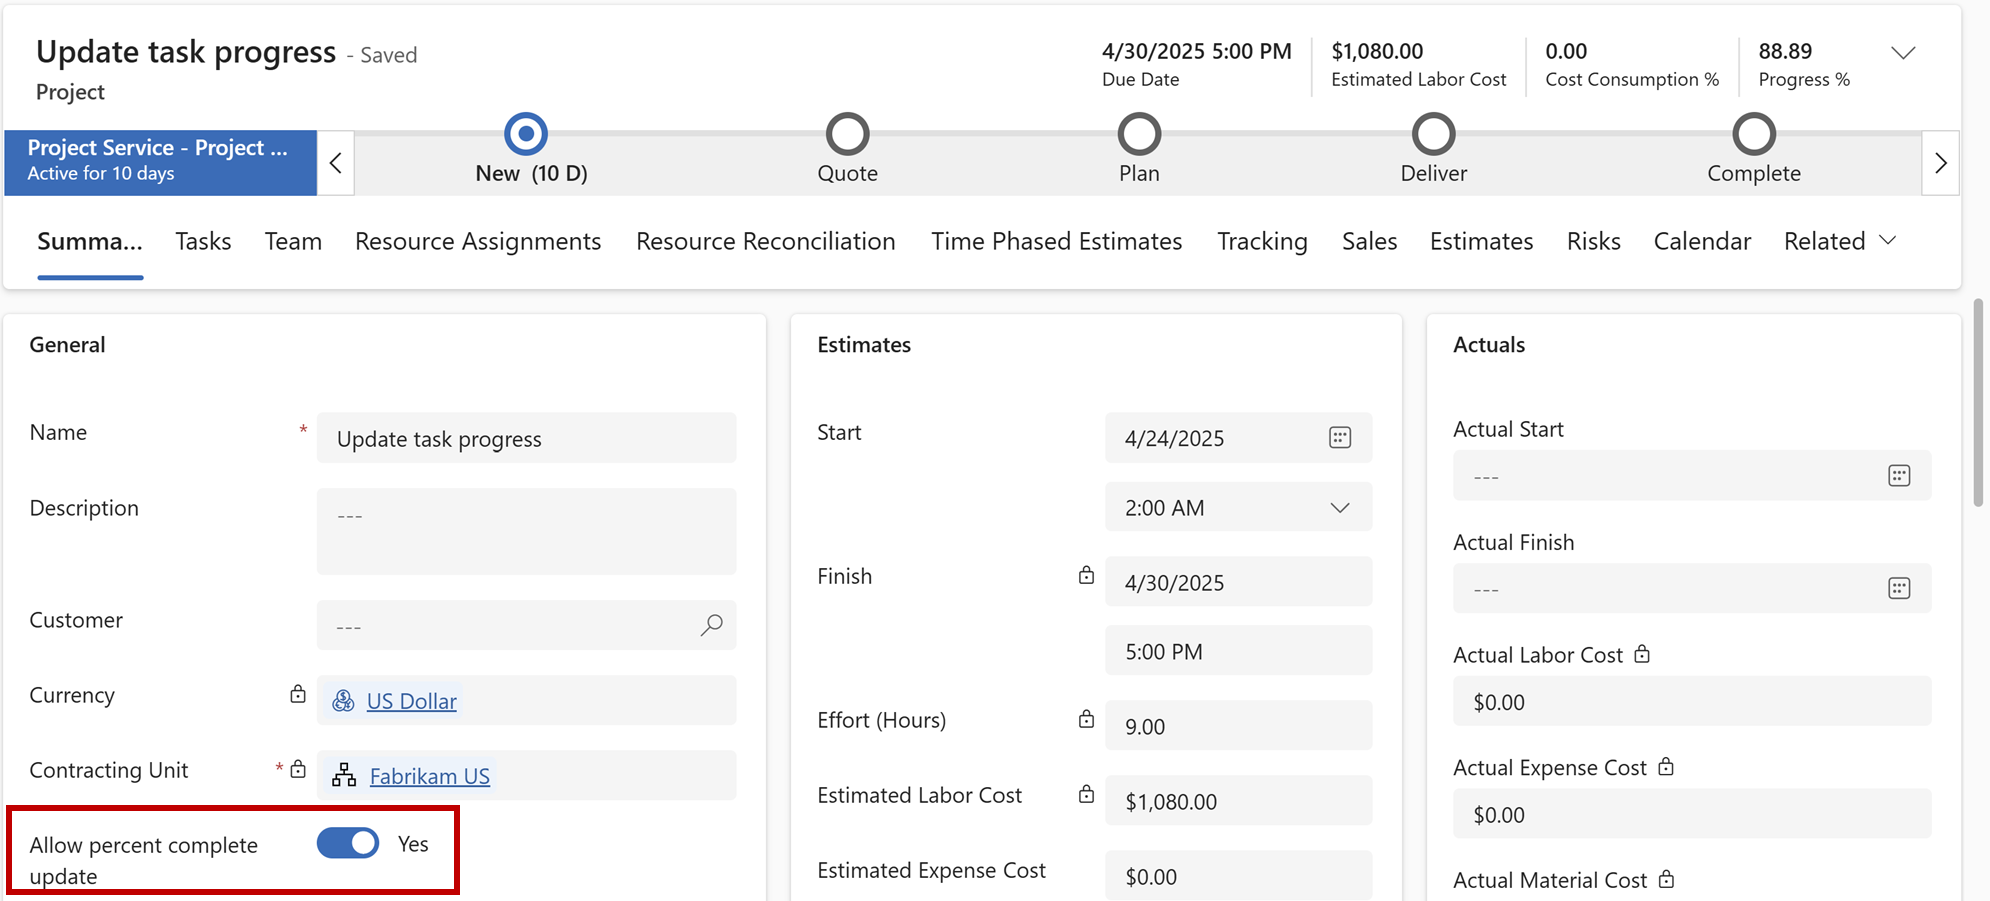 Update task progress - Saved
Project
4/30/2025 5:00 PM
Due Date
$1,080.00
Estimated Labor Cost
0.00
Cost Consumption %
88.89
Progress %
Project Service - Project ...
Active for 10 days
New (10 D)
Quote
Plan
Deliver
Complete
Summa... Tasks Team Resource Assignments Resource Reconciliation Time Phased Estimates Tracking Sales Estimates Risks Calendar Related
General
Name *
Update task progress
Description
---
Customer
---
Currency
US Dollar
Contracting Unit *
Fabrikam US
Allow percent complete
update
Yes
Estimates
Start
4/24/2025
2:00 AM
Finish
4/30/2025
5:00 PM
Effort (Hours)
9.00
Estimated Labor Cost
$1,080.00
Estimated Expense Cost
$0.00
Actuals
Actual Start
---
Actual Finish
---
Actual Labor Cost
$0.00
Actual Expense Cost
$0.00
Actual Material Cost